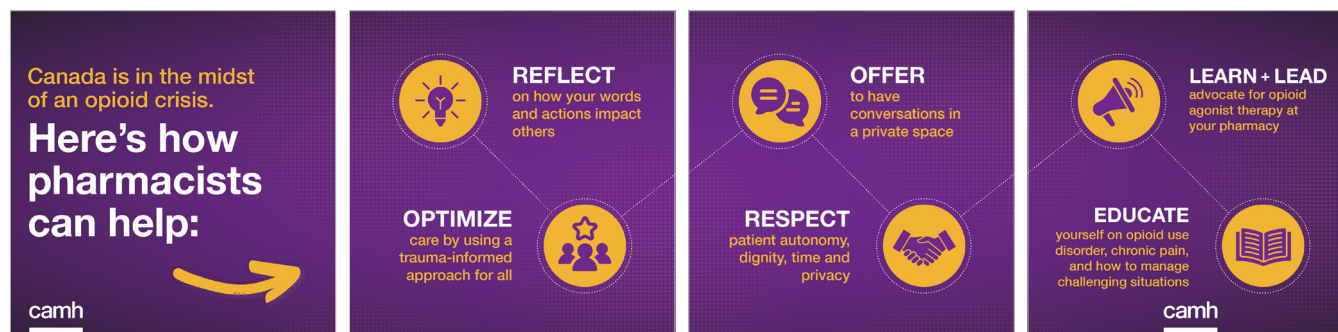 Canada is in the midst
of an opioid crisis.
Here's how
pharmacists
can help:
camh
REFLECT
on how your words
and actions impact
others
OPTIMIZE
care by using a
trauma-informed
approach for all
OFFER
to have
conversations in
a private space
RESPECT
patient autonomy,
dignity, time and
privacy
LEARN + LEAD
advocate for opioid
agonist therapy at
your pharmacy
EDUCATE
yourself on opioid use
disorder, chronic pain,
and how to manage
challenging situations
camh